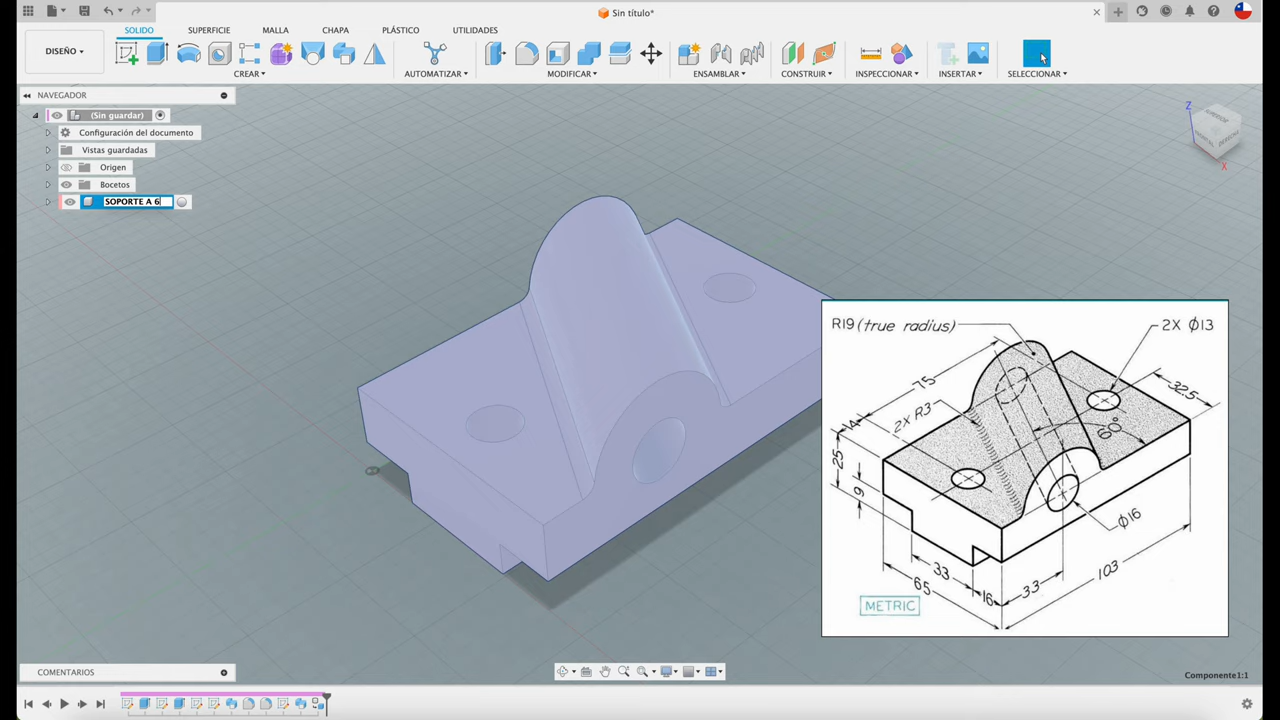 Sin título*
SOLIDO SUPERFICIE MALLA CHAPA PLÁSTICO UTILIDADES
DISEÑO
CREAR AUTOMATIZAR MODIFICAR ENSAMBLAR CONSTRUIR INSPECCIONAR INSERTAR SELECCIONAR
NAVEGADOR
(Sin guardar)
Configuración del documento
Vistas guardadas
Origen
Bocetos
SOPORTE A 6
Z
X
R19 (true radius)
2X Ø13
75
32.5
2X R3
14
60°
25
9
Ø16
33
65
16
33
103
METRIC
COMENTARIOS
Componente1:1